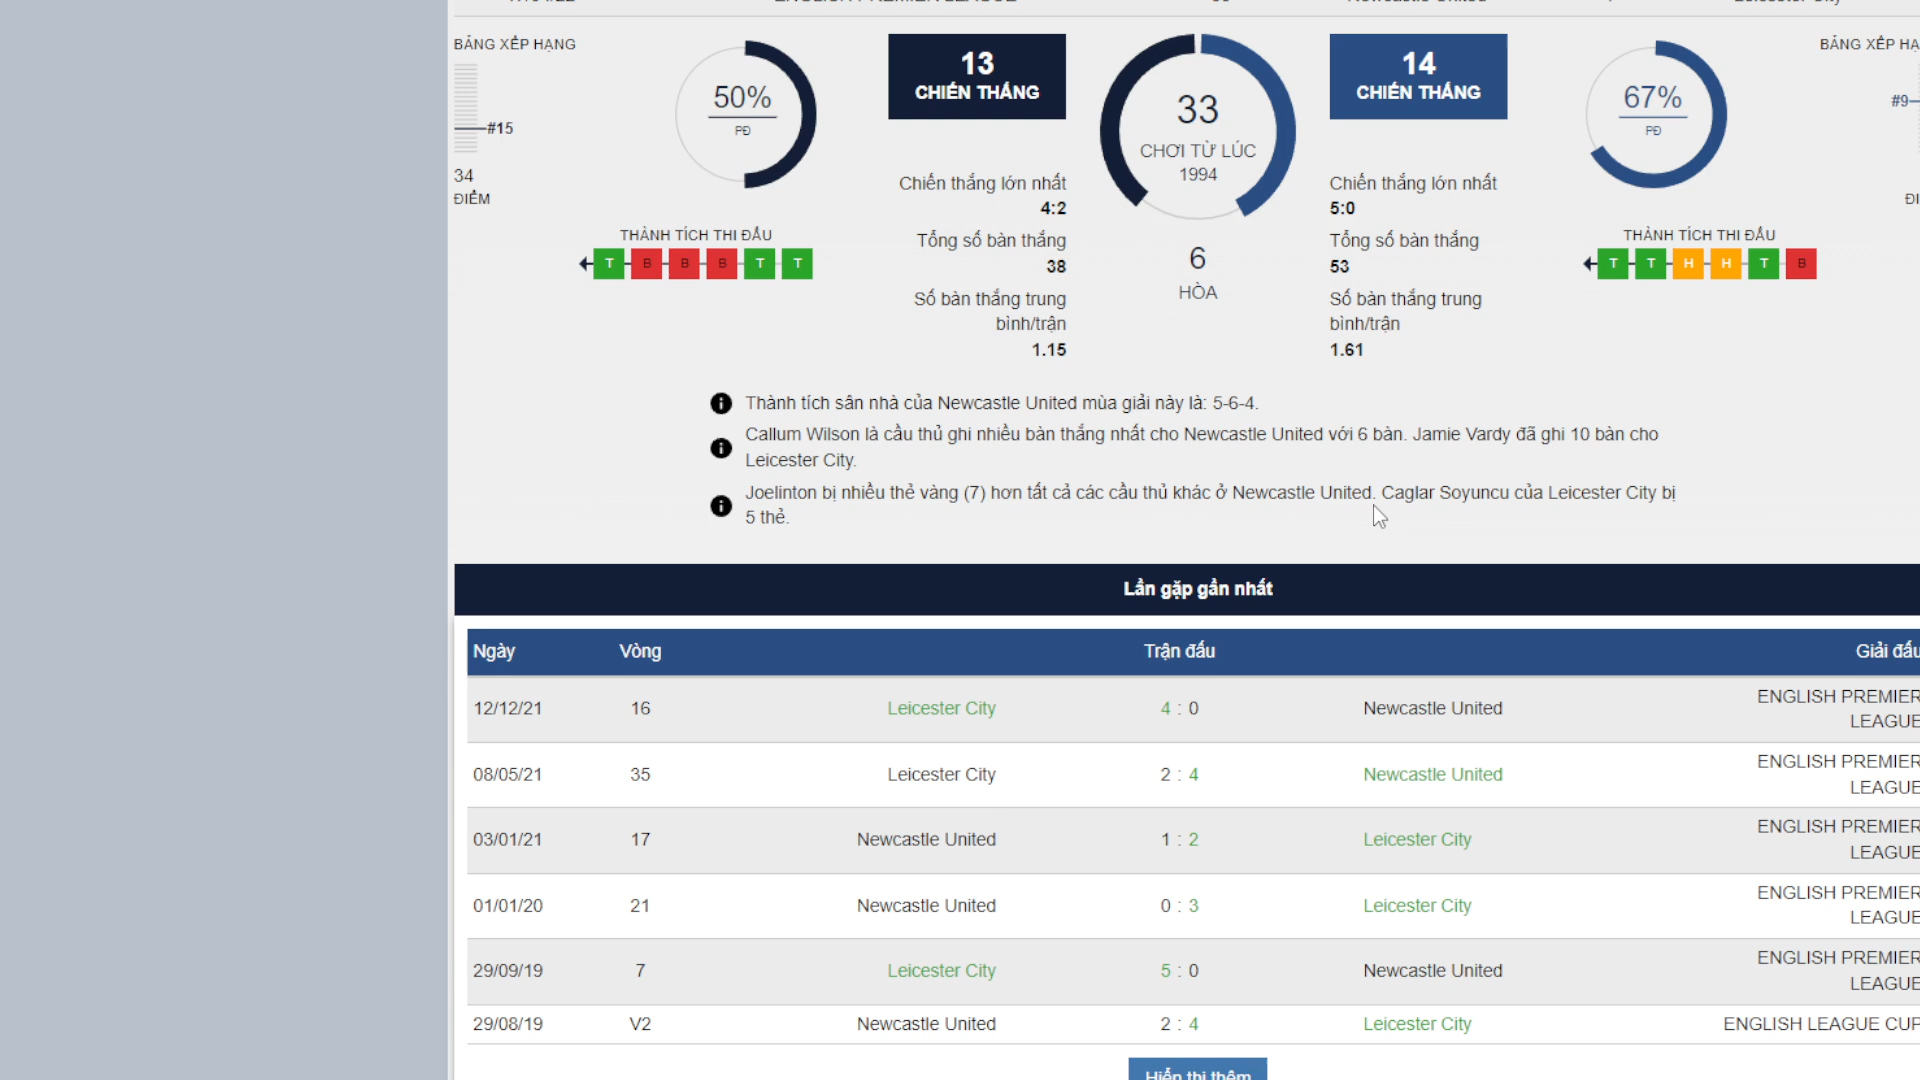 ENGLISH PREMIER LEAGUE
Newcastle United
Leicester City
BẢNG XẾP HẠNG
#15
34
ĐIỂM
50%
PĐ
THÀNH TÍCH THI ĐẤU
T B B B T T
13
CHIẾN THẮNG
Chiến thắng lớn nhất
4:2
Tổng số bàn thắng
38
Số bàn thắng trung
bình/trận
1.15
33
CHƠI TỪ LÚC
1994
6
HÒA
14
CHIẾN THẮNG
Chiến thắng lớn nhất
5:0
Tổng số bàn thắng
53
Số bàn thắng trung
bình/trận
1.61
67%
PĐ
THÀNH TÍCH THI ĐẤU
T T H H T B
BẢNG XẾP HẠ
#9
ĐI
Thành tích sân nhà của Newcastle United mùa giải này là: 5-6-4.
Callum Wilson là cầu thủ ghi nhiều bàn thắng nhất cho Newcastle United với 6 bàn. Jamie Vardy đã ghi 10 bàn cho
Leicester City.
Joelinton bị nhiều thẻ vàng (7) hơn tất cả các cầu thủ khác ở Newcastle United. Caglar Soyuncu của Leicester City bị
5 thẻ.
Lần gặp gần nhất
Ngày Vòng Trận đấu Giải đấu
12/12/21 16 Leicester City 4 : 0 Newcastle United ENGLISH PREMIER
LEAGUE
08/05/21 35 Leicester City 2 : 4 Newcastle United ENGLISH PREMIER
LEAGUE
03/01/21 17 Newcastle United 1 : 2 Leicester City ENGLISH PREMIER
LEAGUE
01/01/20 21 Newcastle United 0 : 3 Leicester City ENGLISH PREMIER
LEAGUE
29/09/19 7 Leicester City 5 : 0 Newcastle United ENGLISH PREMIER
LEAGUE
29/08/19 V2 Newcastle United 2 : 4 Leicester City ENGLISH LEAGUE CUP
Hiển thị thêm